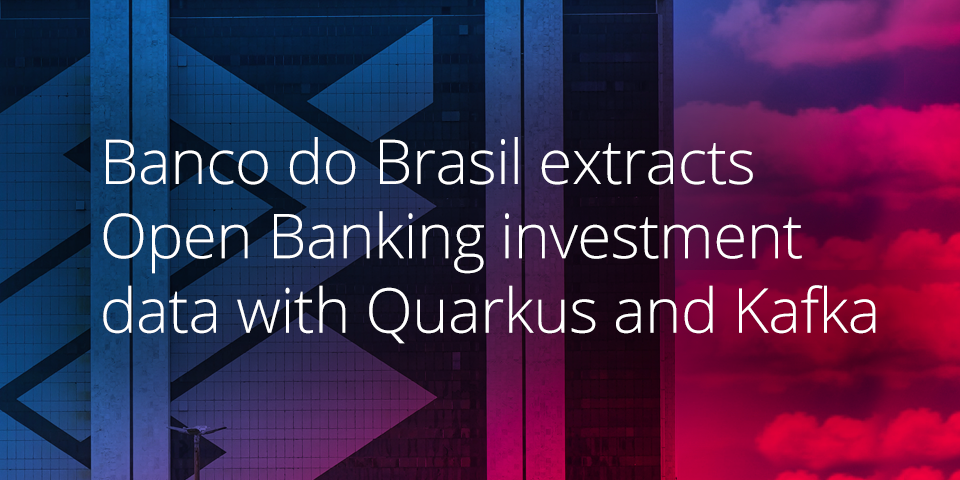 Banco do Brasil extracts
Open Banking investment
data with Quarkus and Kafka